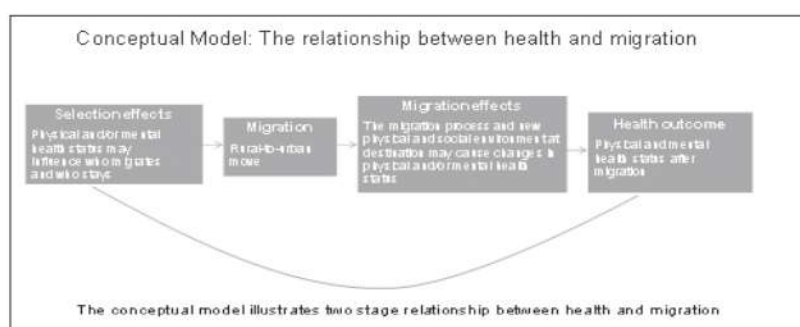 Conceptual Model: The relationship between health and migration
Selection effects
Physical and/or mental
health status may
influence who migrates
and who stays
Migration
Rural-to-urban
move
Migration effects
The migration process and new
physical and social environment at
destination may cause changes in
physical and/or mental health
status
Health outcome
Physical and mental
health status after
migration
The conceptual model illustrates two stage relationship between health and migration